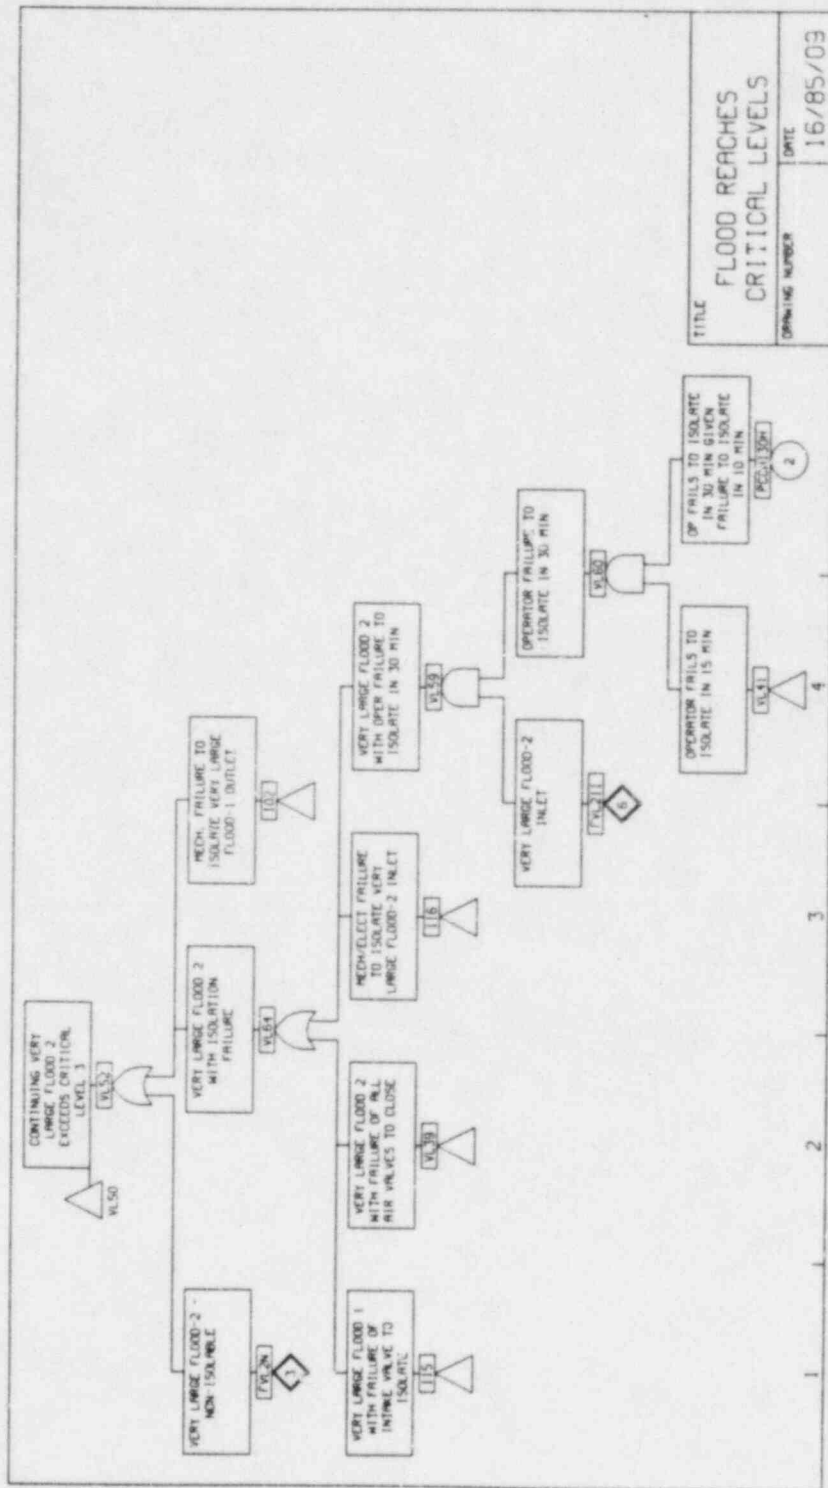 CONTINUING VERY
LARGE FLOOD 2
EXCEEDS CRITICAL
LEVEL 3
VL52
VL50
VERY LARGE FLOOD-2 -
NON-ISOLABLE
FVL2N
3
VERY LARGE FLOOD 2
WITH ISOLATION
FAILURE
VL64
MECH. FAILURE TO
ISOLATE VERY LARGE
FLOOD-1 OUTLET
VERY LARGE FLOOD 1
WITH FAILURE OF
INTAKE VALVE TO
ISOLATE
115
VERY LARGE FLOOD 2
WITH FAILURE OF ALL
AIR VALVES TO CLOSE
VL39
MECH/ELECT FAILURE
TO ISOLATE VERY
LARGE FLOOD-2 INLET
116
VERY LARGE FLOOD 2
WITH OPER FAILURE TO
ISOLATE IN 30 MIN
VL59
VERY LARGE FLOOD-2
INLET
FVL2II
6
OPERATOR FAILURE TO
ISOLATE IN 30 MIN
VL60
OPERATOR FAILS TO
ISOLATE IN 15 MIN
VL41
OP FAILS TO ISOLATE
IN 30 MIN GIVEN
FAILURE TO ISOLATE
IN 10 MIN
2
1
2
3
4
TITLE
FLOOD REACHES
CRITICAL LEVELS
DRAWING NUMBER
DATE
16/85/09